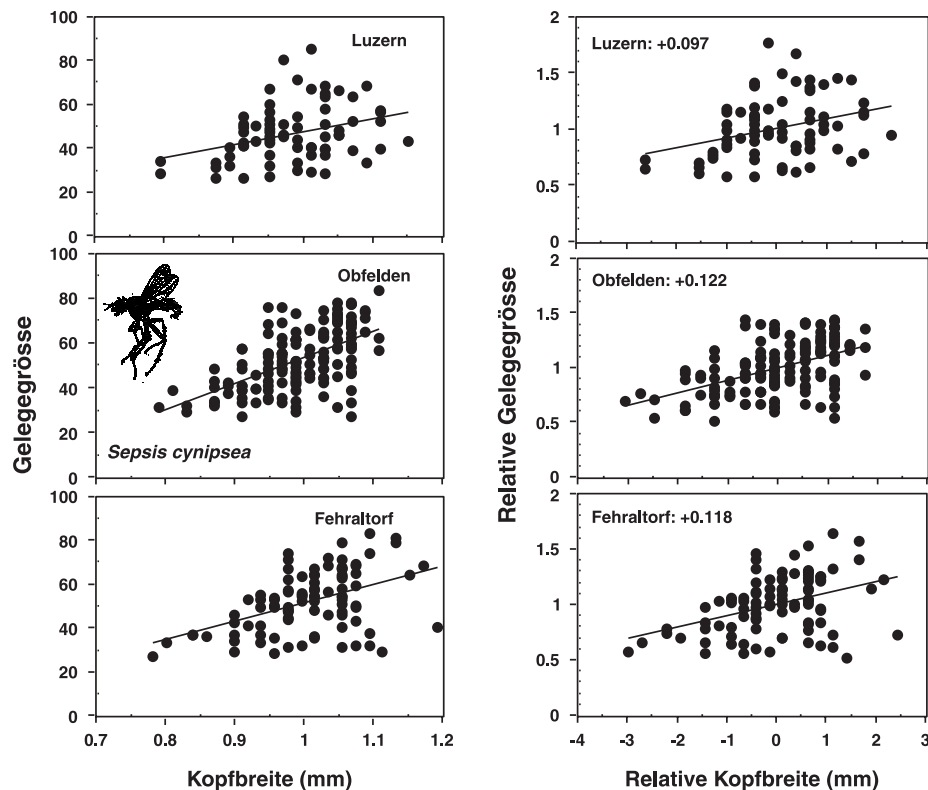 100
80
60
40
20
0
Luzern
2
1.5
1
0.5
0
Luzern: +0.097
100
80
60
40
20
0
Obfelden
Sepsis cynipsea
2
1.5
1
0.5
0
Obfelden: +0.122
Gelegegrösse
Relative Gelegegrösse
100
80
60
40
20
0
Fehraltorf
0.7 0.8 0.9 1 1.1 1.2
Kopfbreite (mm)
2
1.5
1
0.5
0
Fehraltorf: +0.118
-4 -3 -2 -1 0 1 2 3
Relative Kopfbreite (mm)